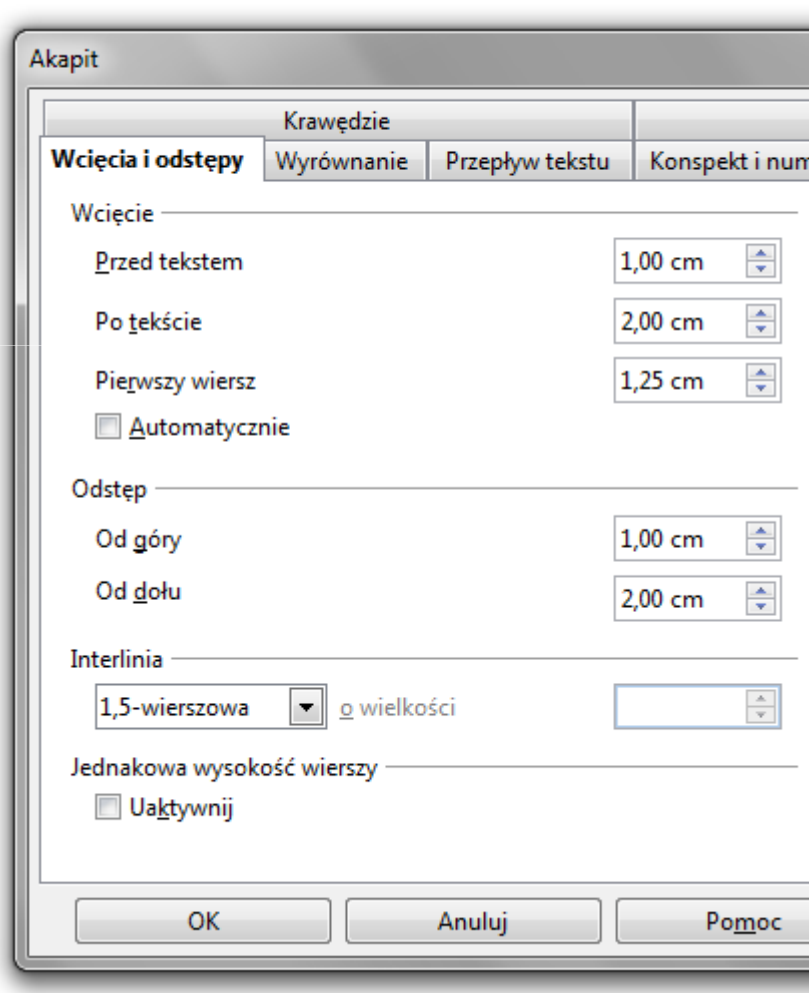 Akapit
Krawędzie
Wcięcia i odstępy Wyrównanie Przepływ tekstu Konspekt i num
Wcięcie
Przed tekstem 1,00 cm
Po tekście 2,00 cm
Pierwszy wiersz 1,25 cm
Automatycznie
Odstęp
Od góry 1,00 cm
Od dołu 2,00 cm
Interlinia
1,5-wierszowa o wielkości
Jednakowa wysokość wierszy
Uaktywnij
OK Anuluj Pomoc